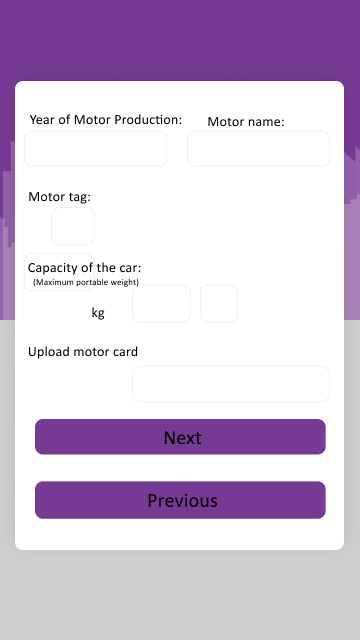 Year of Motor Production:
Motor name:
Motor tag:
Capacity of the car:
(Maximum portable weight)
kg
Upload motor card
Next
Previous